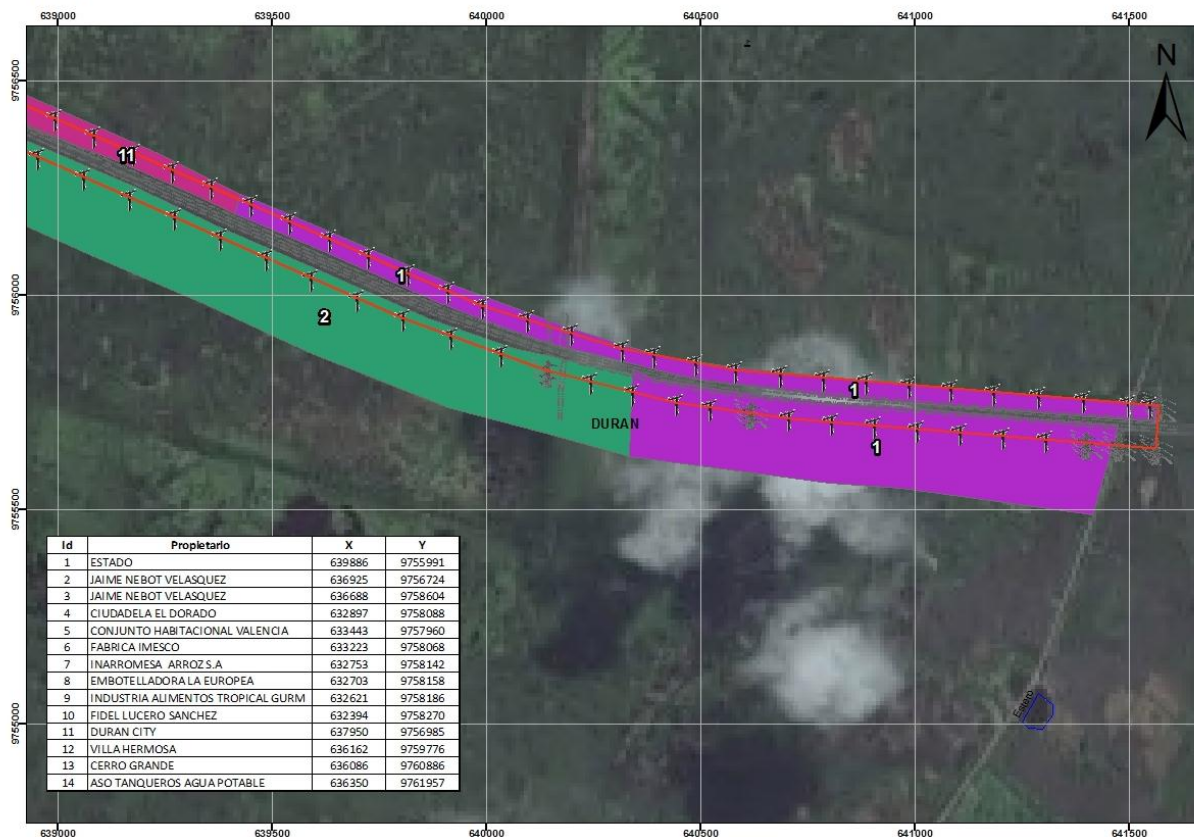 639000 639500 640000 640500 641000 641500
N
9756500
11
1
9756000
2
1
DURAN
1
9755500
Id Propietario X Y
1 ESTADO 639886 9755991
2 JAIME NEBOT VELASQUEZ 636925 9756724
3 JAIME NEBOT VELASQUEZ 636688 9758604
4 CIUDADELA EL DORADO 632897 9758088
5 CONJUNTO HABITACIONAL VALENCIA 633443 9757960
6 FABRICA IMESCO 633223 9758068
7 INARROMESA ARROZ S.A 632753 9758142
8 EMBOTELLADORA LA EUROPEA 632703 9758158
9 INDUSTRIA ALIMENTOS TROPICAL GURM 632621 9758186
10 FIDEL LUCERO SANCHEZ 632394 9758270
11 DURAN CITY 637950 9756985
12 VILLA HERMOSA 636162 9759776
13 CERRO GRANDE 636086 9760886
14 ASO TANQUEROS AGUA POTABLE 636350 9761957
Estero
9755000
639000 639500 640000 640500 641000 641500